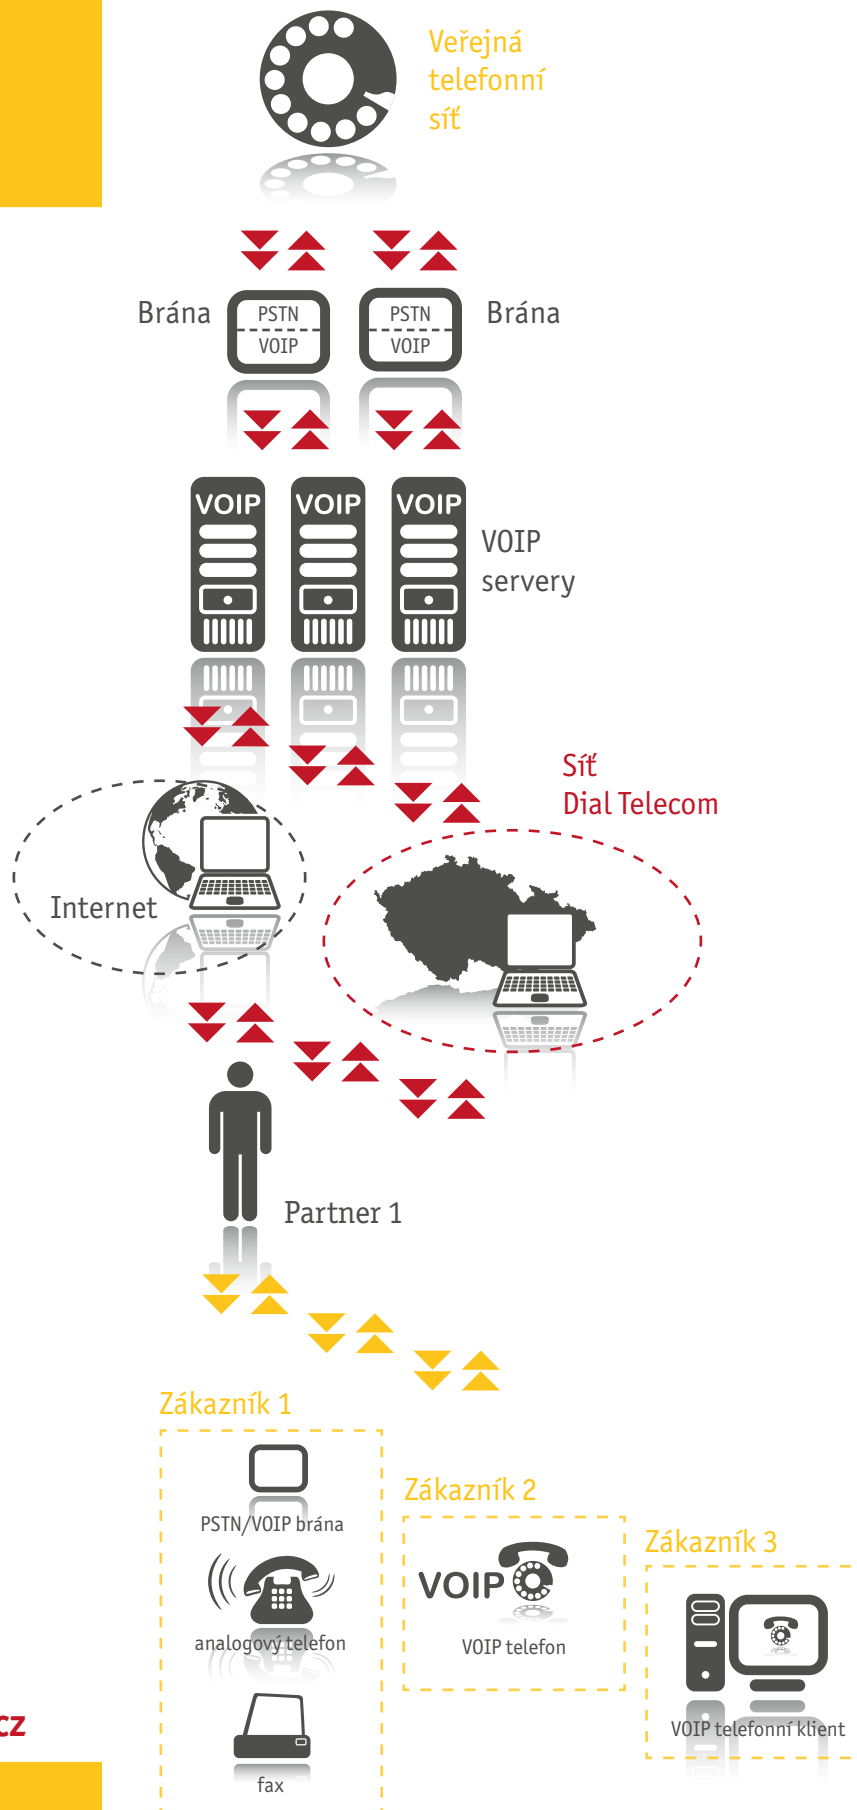 Veřejná
telefonní
síť
Brána
PSTN
VOIP
PSTN
VOIP
Brána
VOIP
VOIP
VOIP
VOIP
servery
Síť
Dial Telecom
Internet
Partner 1
Zákazník 1
PSTN/VOIP brána
analogový telefon
fax
Zákazník 2
VOIP
VOIP telefon
Zákazník 3
VOIP telefonní klient
cz